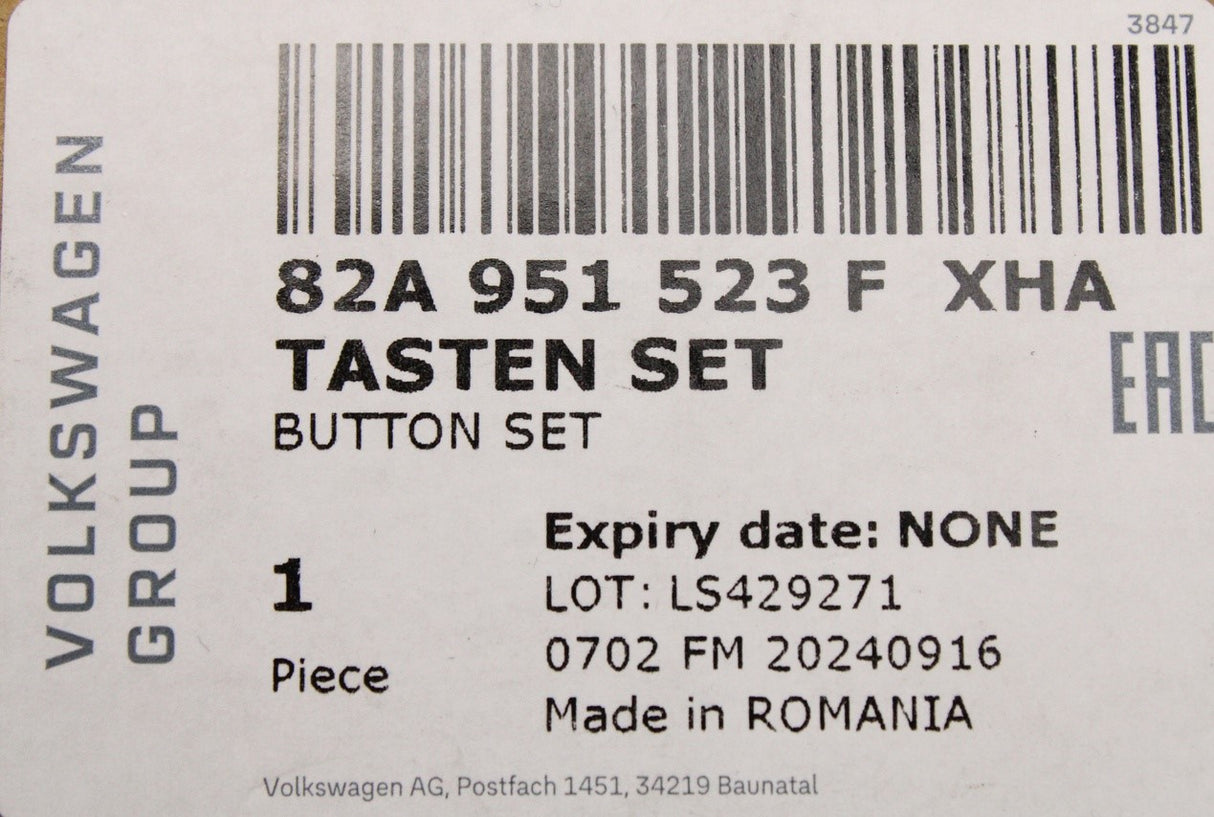 3847
VOLKSWAGEN
GROUP
82A 951 523 F XHA
TASTEN SET
BUTTON SET
EAC
1
Piece
Expiry date: NONE
LOT: LS429271
0702 FM 20240916
Made in ROMANIA
Volkswagen AG, Postfach 1451, 34219 Baunatal